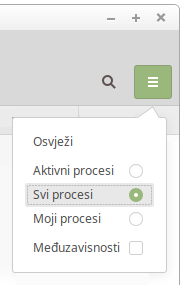 Osvježi
Aktivni procesi
Svi procesi
Moji procesi
Međuzavisnosti